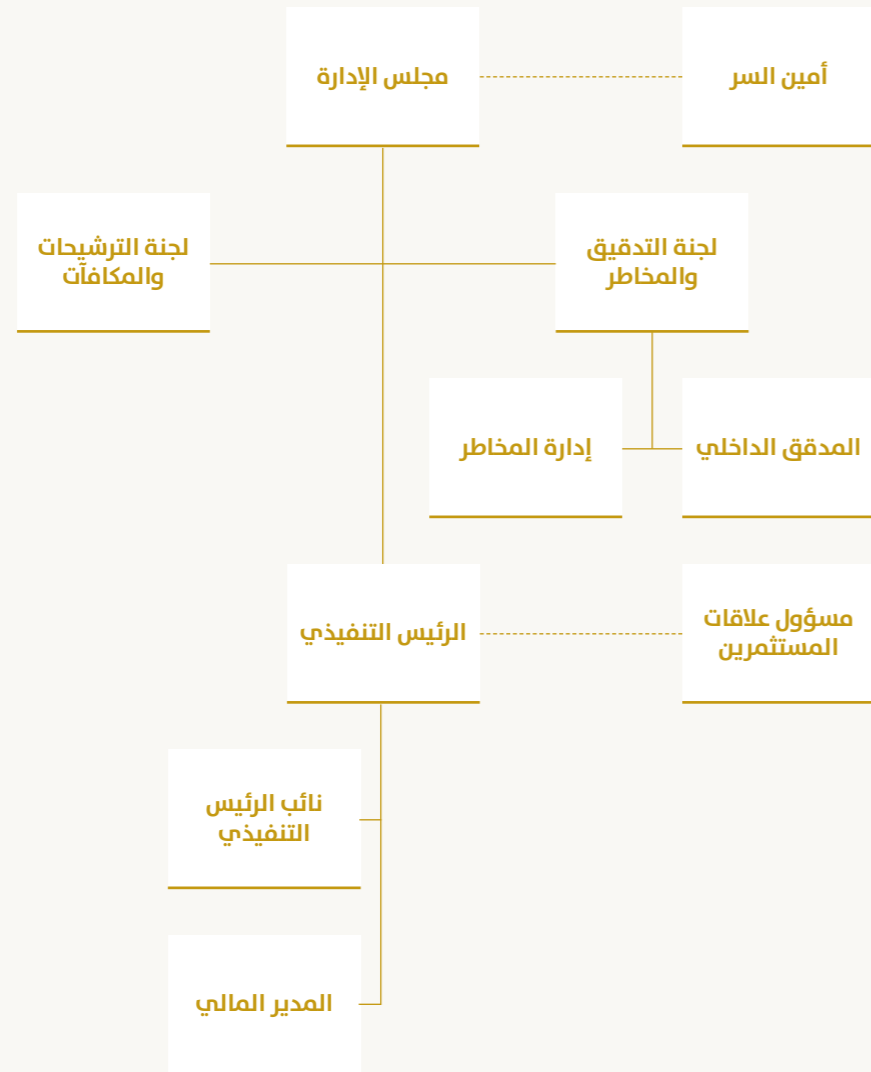 أمين السر
مجلس الإدارة
لجنة التدقيق
والمخاطر
لجنة الترشيحات
والمكافآت
المدقق الداخلي
إدارة المخاطر
مسؤول علاقات
المستثمرين
الرئيس التنفيذي
نائب الرئيس
التنفيذي
المدير المالي